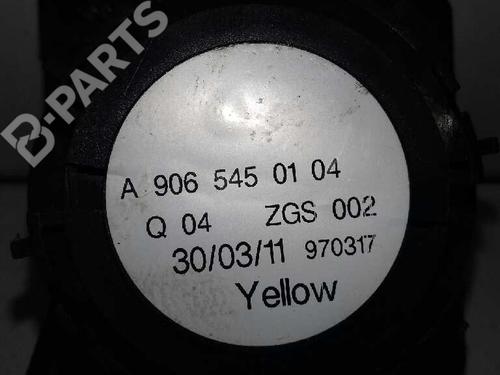 B-PARTS
A 906 545 01 04
Q 04 ZGS 002
30/03/11 970317
Yellow